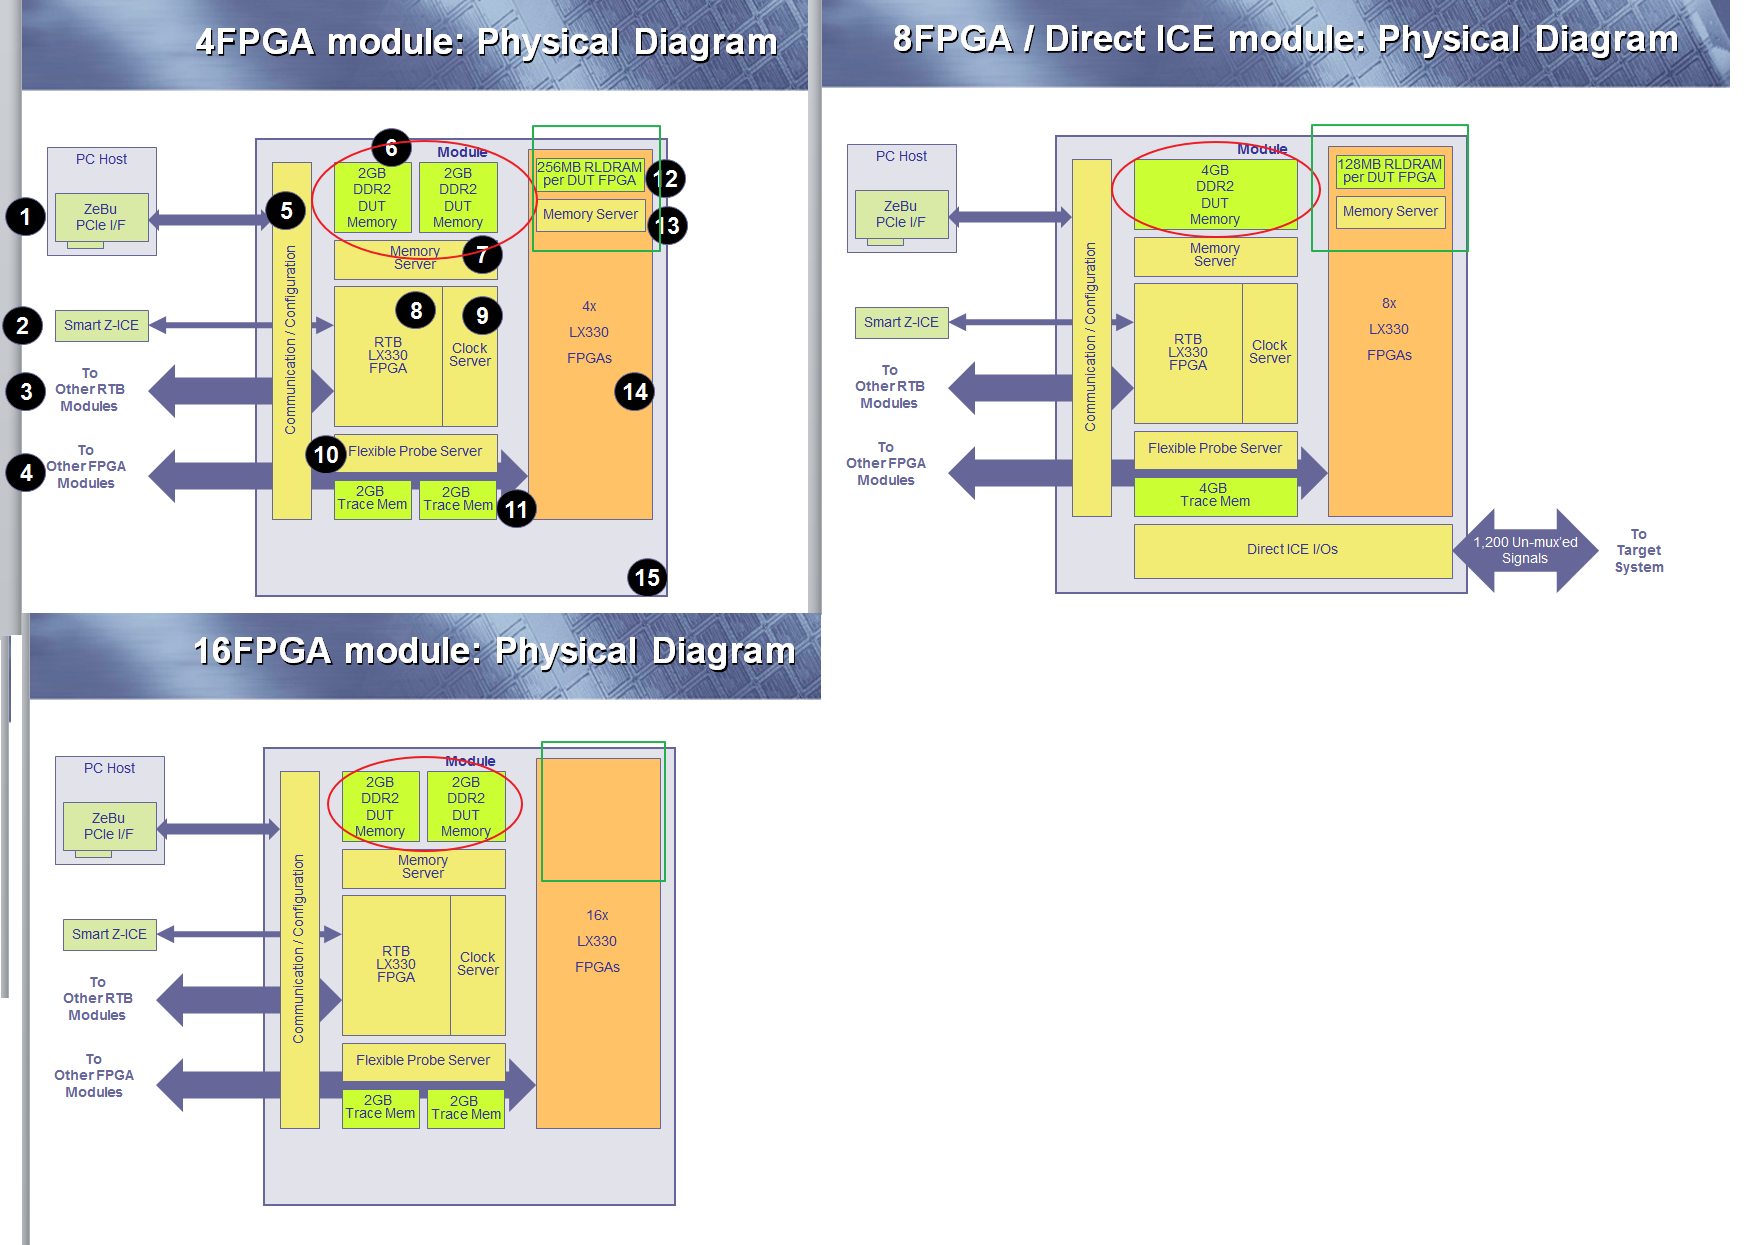 4FPGA module: Physical Diagram
PC Host
ZeBu
PCIe I/F
Smart Z-ICE
To
Other RTB
Modules
To
Other FPGA
Modules
1
2
3
4
5
Communication / Configuration
Module
6
2GB
DDR2
DUT
Memory
2GB
DDR2
DUT
Memory
Memory
Server
7
8
RTB
LX330
FPGA
9
Clock
Server
10
Flexible Probe Server
2GB
Trace Mem
2GB
Trace Mem
11
256MB RLDRAM
per DUT FPGA
12
Memory Server
13
4x
LX330
FPGAs
14
15
8FPGA / Direct ICE module: Physical Diagram
PC Host
ZeBu
PCIe I/F
Smart Z-ICE
To
Other RTB
Modules
To
Other FPGA
Modules
Communication / Configuration
Module
4GB
DDR2
DUT
Memory
Memory
Server
RTB
LX330
FPGA
Clock
Server
Flexible Probe Server
4GB
Trace Mem
Direct ICE I/Os
128MB RLDRAM
per DUT FPGA
Memory Server
8x
LX330
FPGAs
1,200 Un-mux'ed
Signals
To
Target
System
16FPGA module: Physical Diagram
PC Host
ZeBu
PCIe I/F
Smart Z-ICE
To
Other RTB
Modules
To
Other FPGA
Modules
Communication / Configuration
Module
2GB
DDR2
DUT
Memory
2GB
DDR2
DUT
Memory
Memory
Server
RTB
LX330
FPGA
Clock
Server
Flexible Probe Server
2GB
Trace Mem
2GB
Trace Mem
16x
LX330
FPGAs